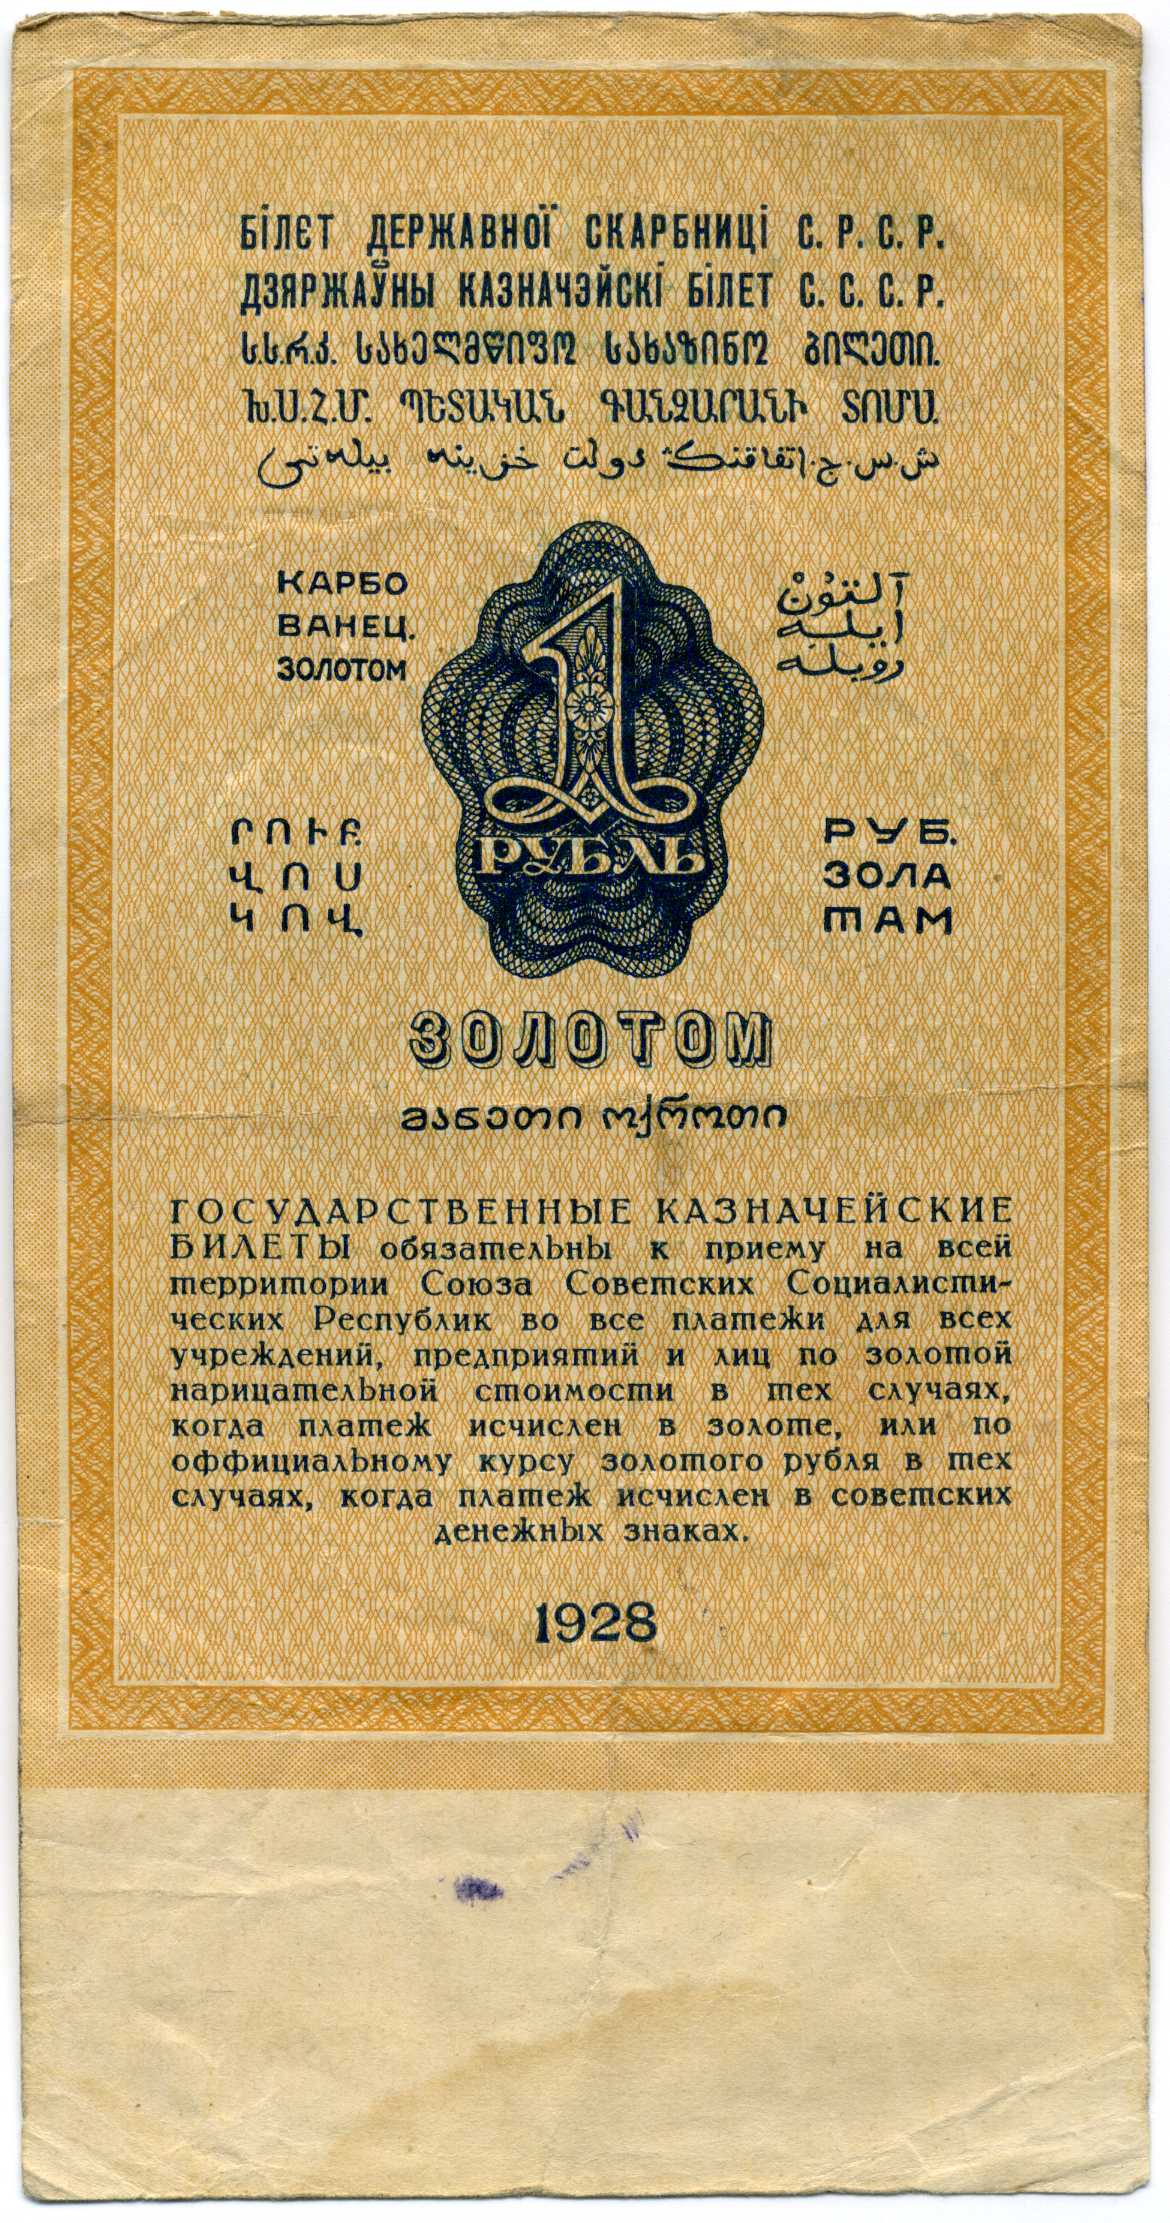 БІЛЄТ ДЕРЖАВНОЇ СКАРБНИЦІ С. Р. С. Р.
ДЗЯРЖАЎНЫ КАЗНАЧЭЙСКІ БІЛЕТ С. С. С. Р.
ს.ს.რ.კ. სახელმწიფო სახაზინო ბილეთი.
Խ.Ս.Հ.Մ. ՊԵՏԱԿԱՆ ԳԱՆՁԱՐԱՆԻ ՏՈՄՍ.
ش.س.ج. اتفاقنڭ دولت خزينه بيله‌تى
КАРБО
ВАНЕЦ.
ЗОЛОТОМ
آلتون
ايله
روبله
1
РУБЛЬ
ՐՈՒԲ.
ՎՈՍ
ԿՈՎ
РУБ.
ЗОЛА
ТАМ
ЗОЛОТОМ
მანეთი ოქროთი
ГОСУДАРСТВЕННЫЕ КАЗНАЧЕЙСКИЕ
БИЛЕТЫ обязательны к приему на всей
территории Союза Советских Социалисти-
ческих Республик во все платежи для всех
учреждений, предприятий и лиц по золотой
нарицательной стоимости в тех случаях,
когда платеж исчислен в золоте, или по
оффициальному курсу золотого рубля в тех
случаях, когда платеж исчислен в советских
денежных знаках.
1928